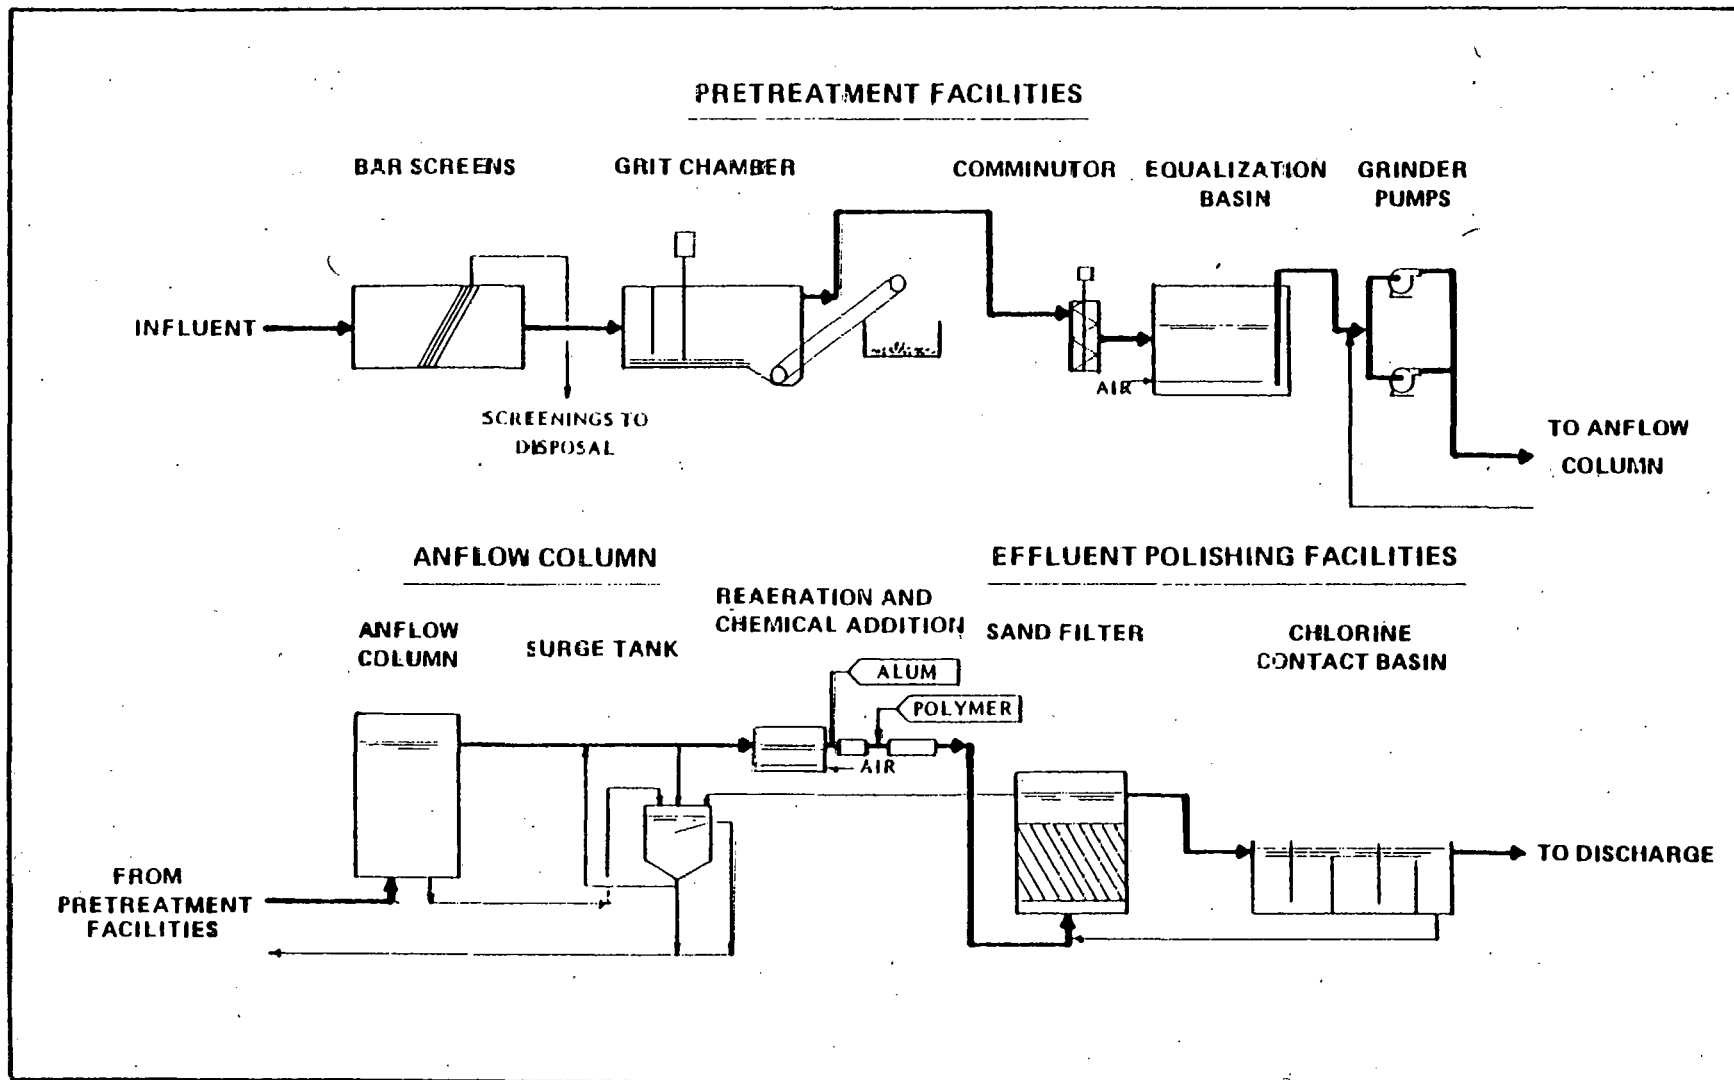 PRETREATMENT FACILITIES
BAR SCREENS
GRIT CHAMBER
COMMINUTOR
EQUALIZATION
BASIN
GRINDER
PUMPS
INFLUENT
SCREENINGS TO
DISPOSAL
AIR
TO ANFLOW
COLUMN
ANFLOW COLUMN
EFFLUENT POLISHING FACILITIES
ANFLOW
COLUMN
SURGE TANK
REAERATION AND
CHEMICAL ADDITION
SAND FILTER
CHLORINE
CONTACT BASIN
ALUM
POLYMER
AIR
FROM
PRETREATMENT
FACILITIES
TO DISCHARGE